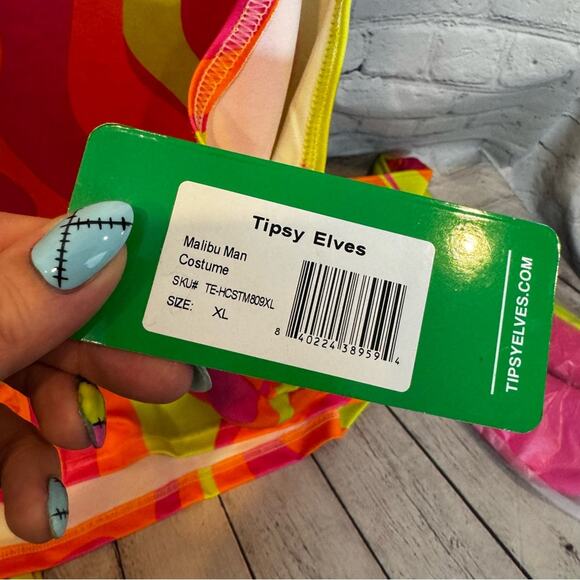 Tipsy Elves
Malibu Man
Costume
SKU# TE-HCSTM809XL
SIZE: XL
8 40224 38959 4
TIPSYELVES.COM